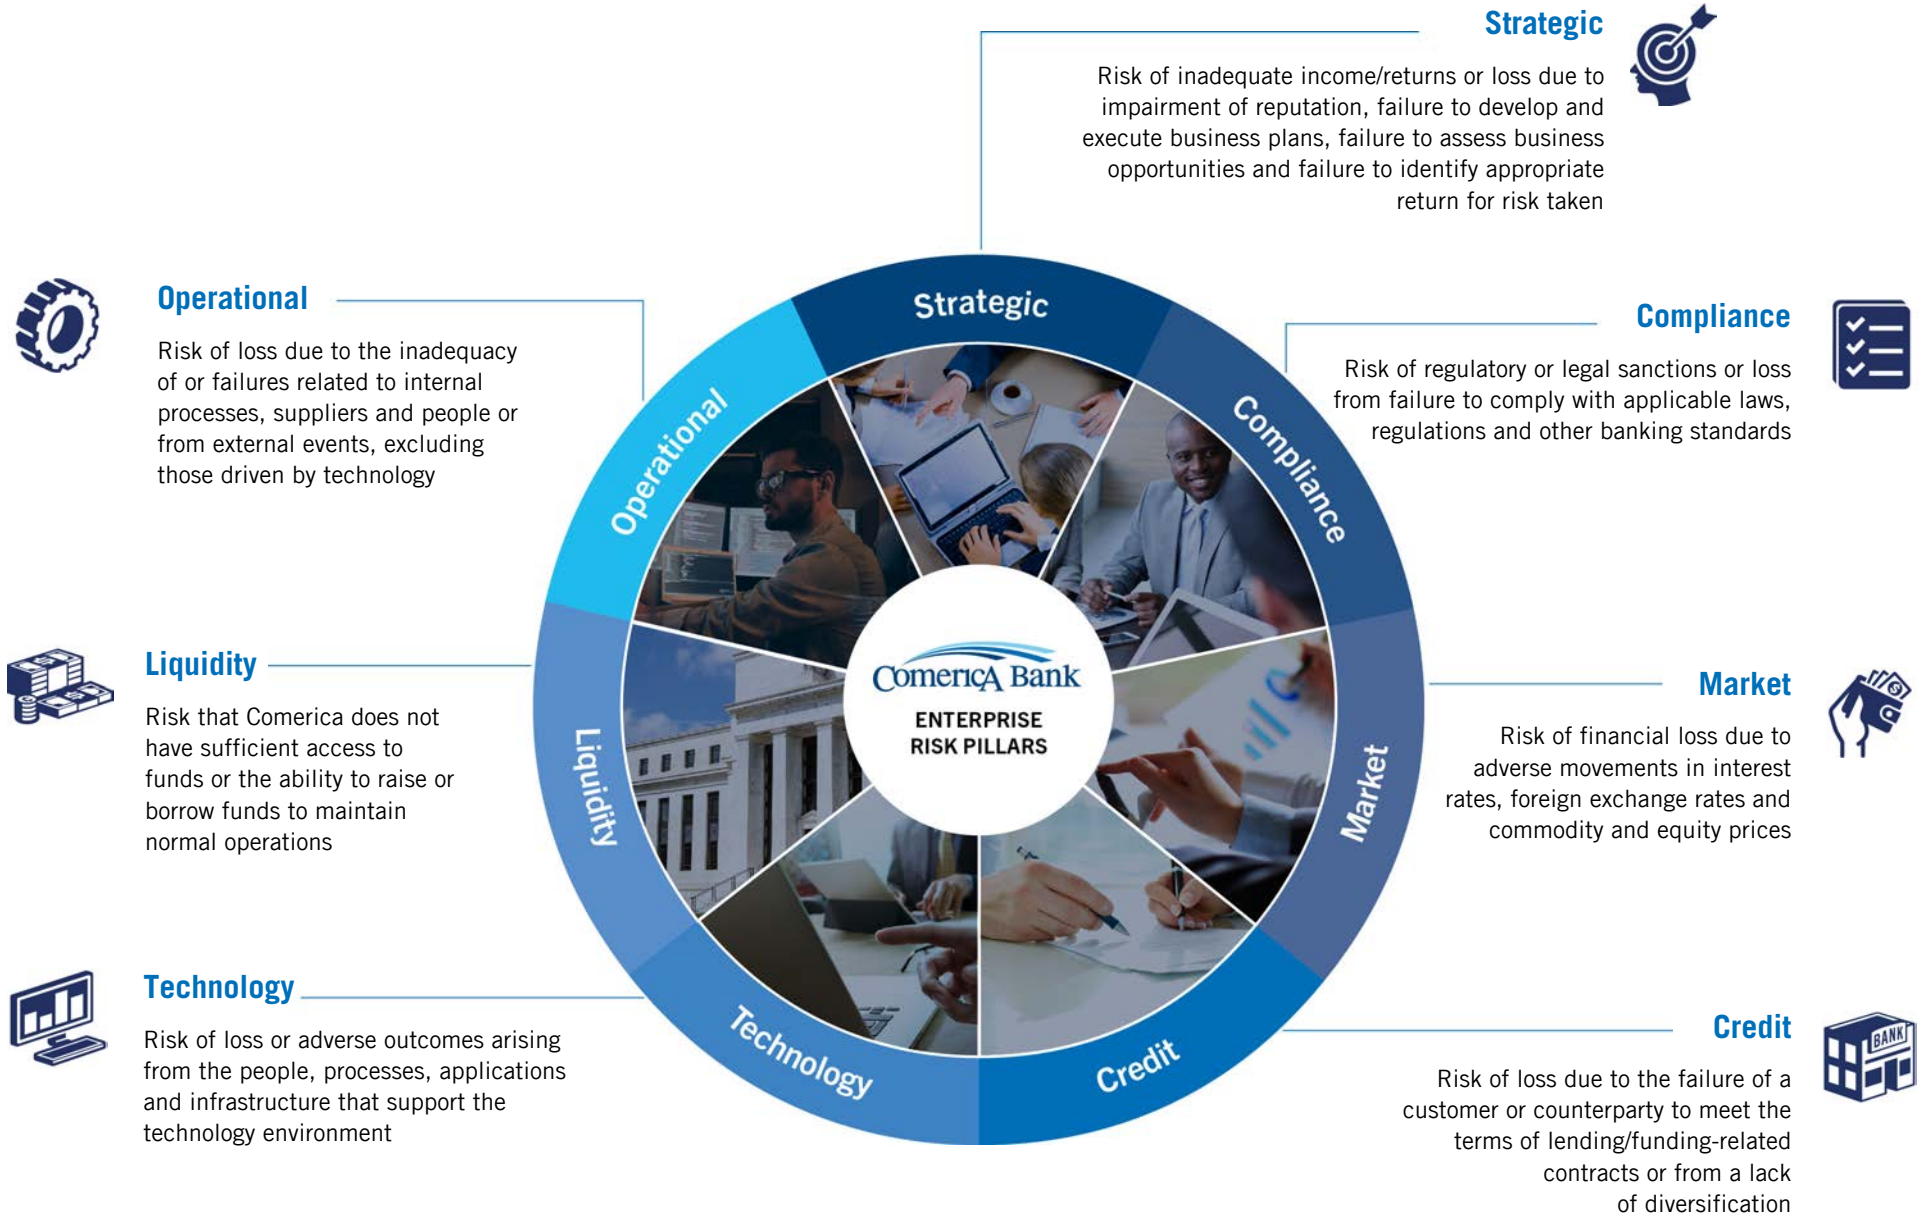 Strategic
Risk of inadequate income/returns or loss due to
impairment of reputation, failure to develop and
execute business plans, failure to assess business
opportunities and failure to identify appropriate
return for risk taken
Operational
Risk of loss due to the inadequacy
of or failures related to internal
processes, suppliers and people or
from external events, excluding
those driven by technology
Compliance
Risk of regulatory or legal sanctions or loss
from failure to comply with applicable laws,
regulations and other banking standards
Liquidity
Risk that Comerica does not
have sufficient access to
funds or the ability to raise or
borrow funds to maintain
normal operations
Market
Risk of financial loss due to
adverse movements in interest
rates, foreign exchange rates and
commodity and equity prices
Technology
Risk of loss or adverse outcomes arising
from the people, processes, applications
and infrastructure that support the
technology environment
Credit
Risk of loss due to the failure of a
customer or counterparty to meet the
terms of lending/funding-related
contracts or from a lack
of diversification
BANK
Strategic
Compliance
Market
Credit
Technology
Liquidity
Operational
ComericA Bank
ENTERPRISE
RISK PILLARS